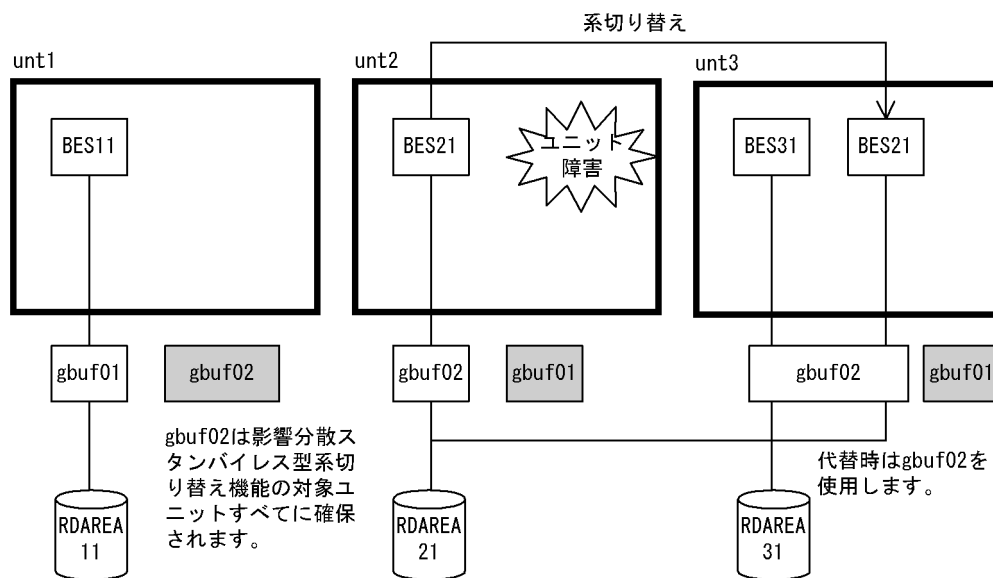 系切り替え
unt1
unt2
unt3
BES11
BES21
ユニット
障害
BES31
BES21
gbuf01
gbuf02
gbuf02
gbuf01
gbuf02
gbuf01
gbuf02は影響分散ス
タンバイレス型系切
り替え機能の対象ユ
ニットすべてに確保
されます。
代替時はgbuf02を
使用します。
RDAREA
11
RDAREA
21
RDAREA
31